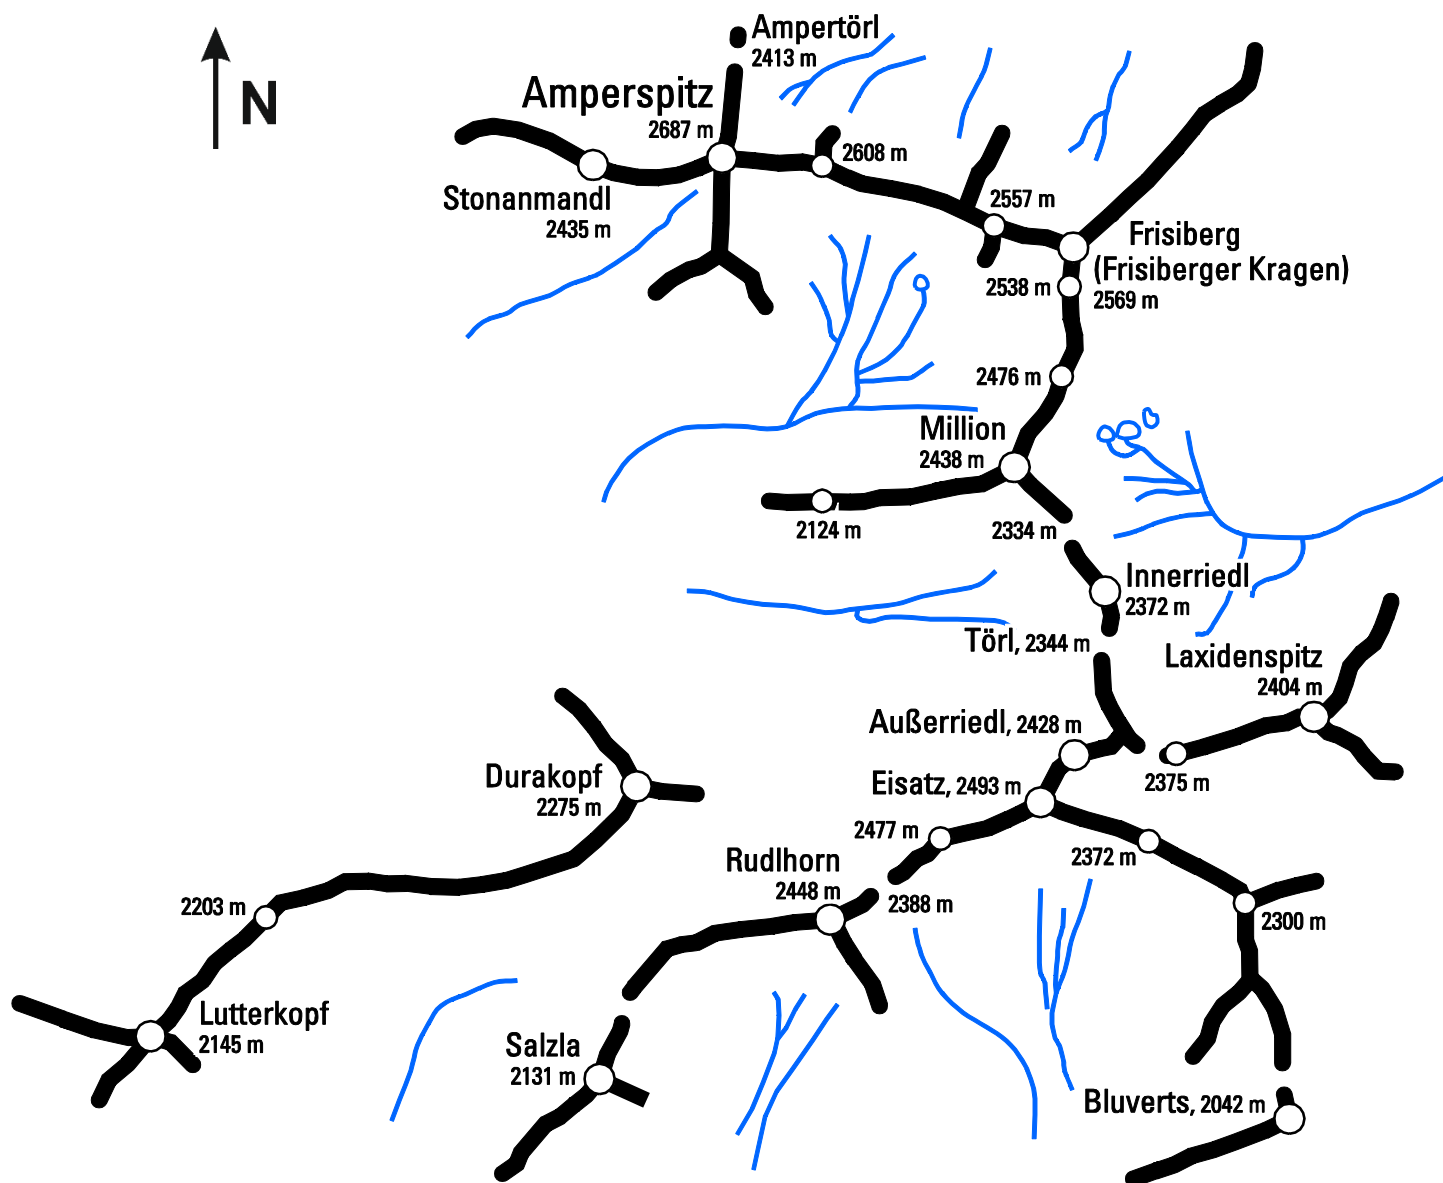 Ampertörl
2413 m
N
Amperspitz
2687 m
2608 m
Stonanmandl
2435 m
2557 m
Frisiberg
(Frisiberger Kragen)
2569 m
2538 m
2476 m
Million
2438 m
2124 m
2334 m
Innerriedl
2372 m
Törl, 2344 m
Laxidenspitz
2404 m
Außerriedl, 2428 m
2375 m
Eisatz, 2493 m
Durakopf
2275 m
2477 m
2372 m
Rudlhorn
2448 m
2388 m
2203 m
2300 m
Lutterkopf
2145 m
Salzla
2131 m
Bluverts, 2042 m